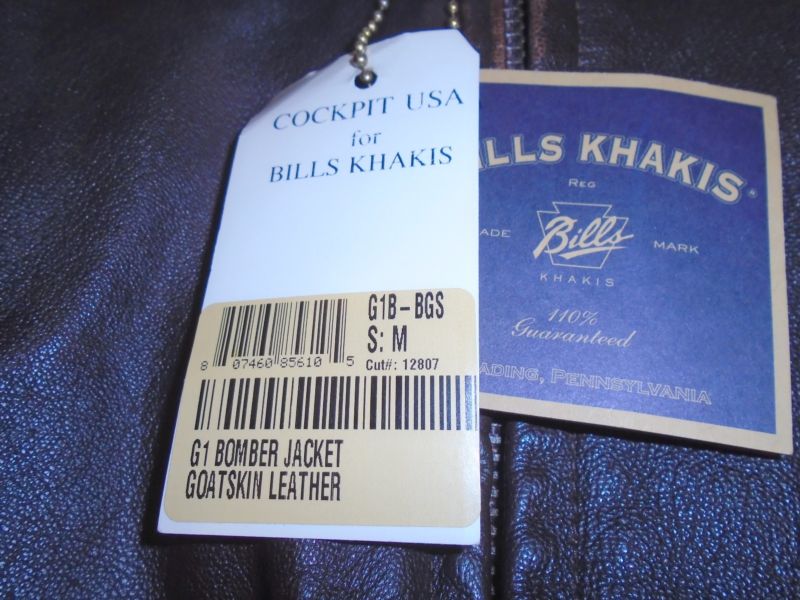 COCKPIT USA
for
BILLS KHAKIS
G1B-BGS
S: M
8 07460 85610 5
Cut#: 12807
G1 BOMBER JACKET
GOATSKIN LEATHER
ILLS KHAKIS
REG
ADE Bills MARK
KHAKIS
110%
Guaranteed
ADING, PENNSYLVANIA